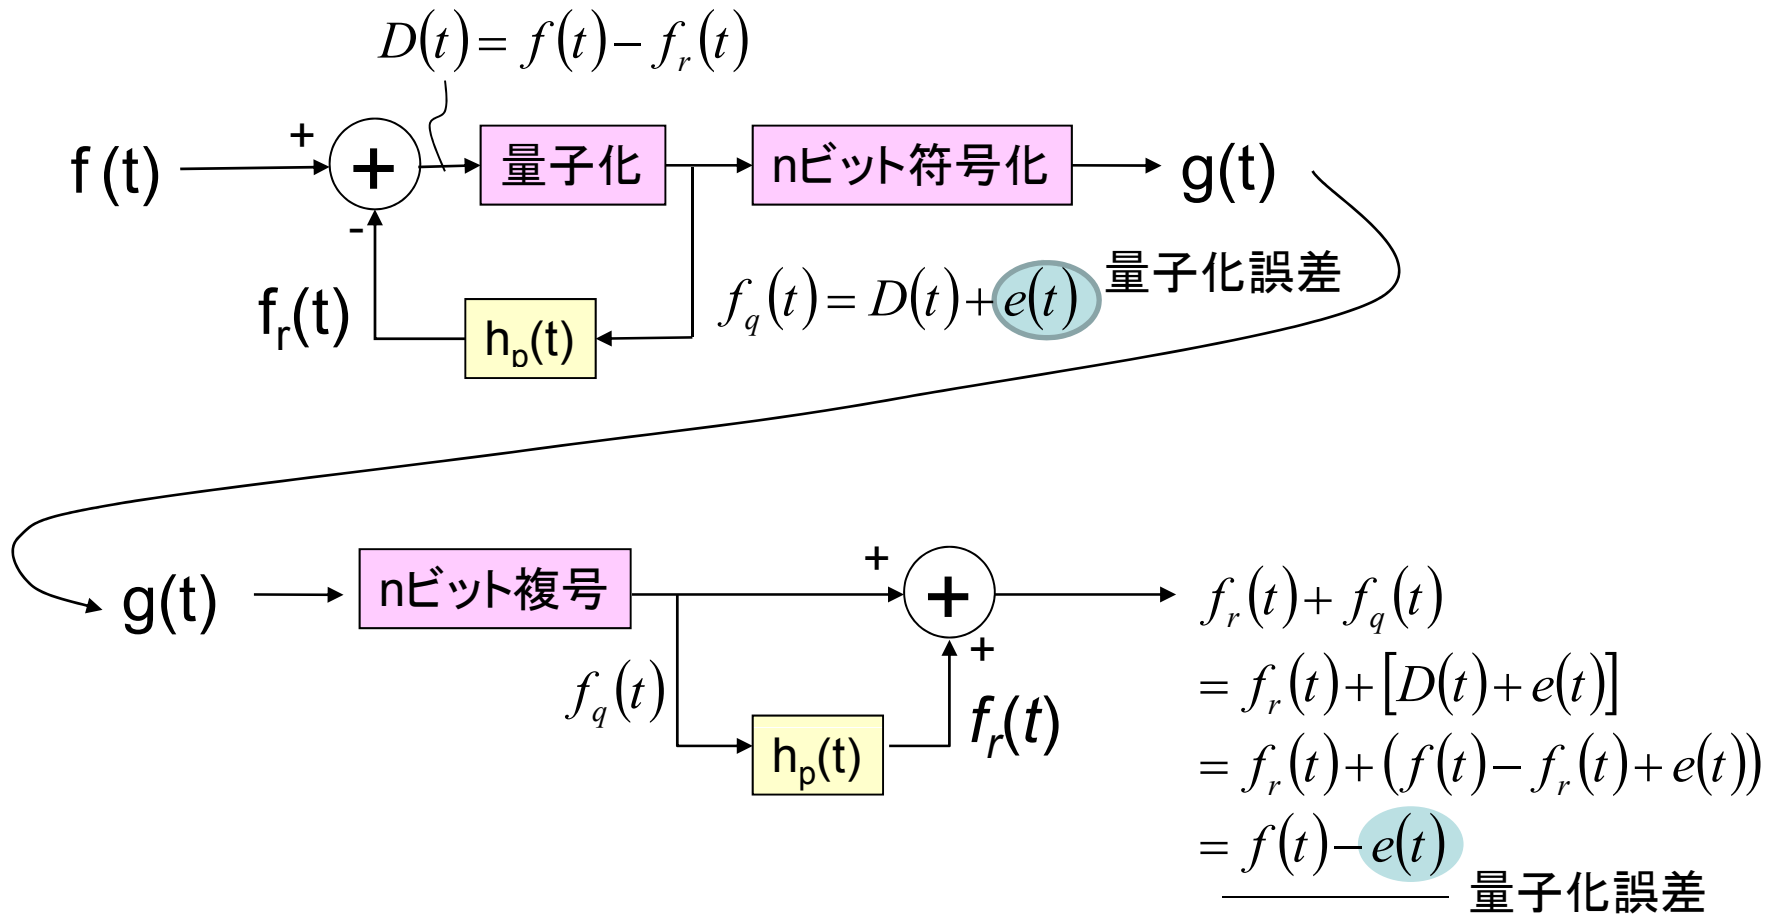 D(t) = f(t) − f_r(t)
+
f (t)
+
量子化
nビット符号化
g(t)
-
f_r(t)
h_p(t)
f_q(t) = D(t) + e(t)
量子化誤差
g(t)
nビット複号
+
+
+
f_q(t)
h_p(t)
f_r(t)
f_r(t) + f_q(t)
= f_r(t) + [D(t) + e(t)]
= f_r(t) + (f(t) − f_r(t) + e(t))
= f(t) − e(t)
量子化誤差